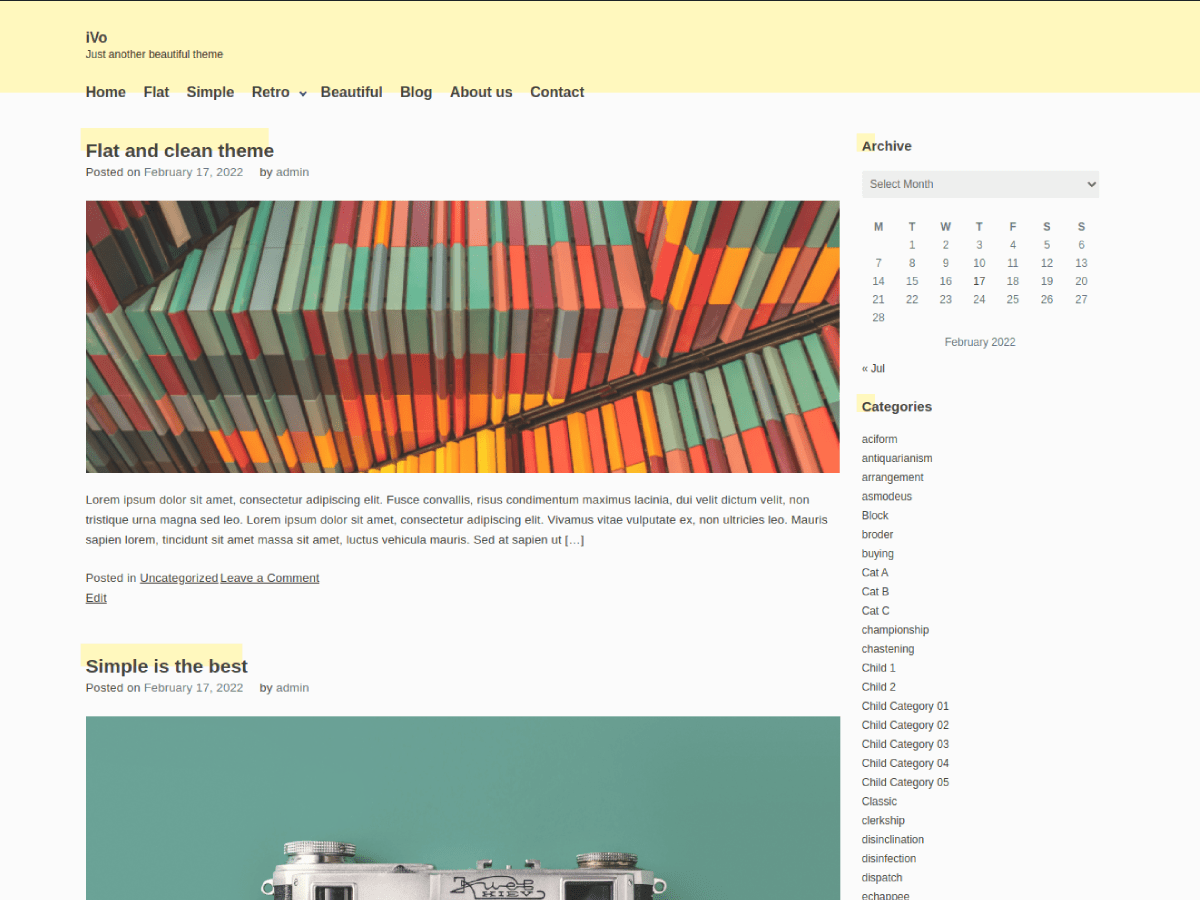 iVo
Just another beautiful theme
Home Flat Simple Retro Beautiful Blog About us Contact
Flat and clean theme
Posted on February 17, 2022 by admin
Lorem ipsum dolor sit amet, consectetur adipiscing elit. Fusce convallis, risus condimentum maximus lacinia, dui velit dictum velit, non
tristique urna magna sed leo. Lorem ipsum dolor sit amet, consectetur adipiscing elit. Vivamus vitae vulputate ex, non ultricies leo. Mauris
sapien lorem, tincidunt sit amet massa sit amet, luctus vehicula mauris. Sed at sapien ut […]
Posted in Uncategorized Leave a Comment
Edit
Simple is the best
Posted on February 17, 2022 by admin
Киев
KIEV
Archive
Select Month
M T W T F S S
1 2 3 4 5 6
7 8 9 10 11 12 13
14 15 16 17 18 19 20
21 22 23 24 25 26 27
28
February 2022
« Jul
Categories
aciform
antiquarianism
arrangement
asmodeus
Block
broder
buying
Cat A
Cat B
Cat C
championship
chastening
Child 1
Child 2
Child Category 01
Child Category 02
Child Category 03
Child Category 04
Child Category 05
Classic
clerkship
disinclination
disinfection
dispatch
echappee